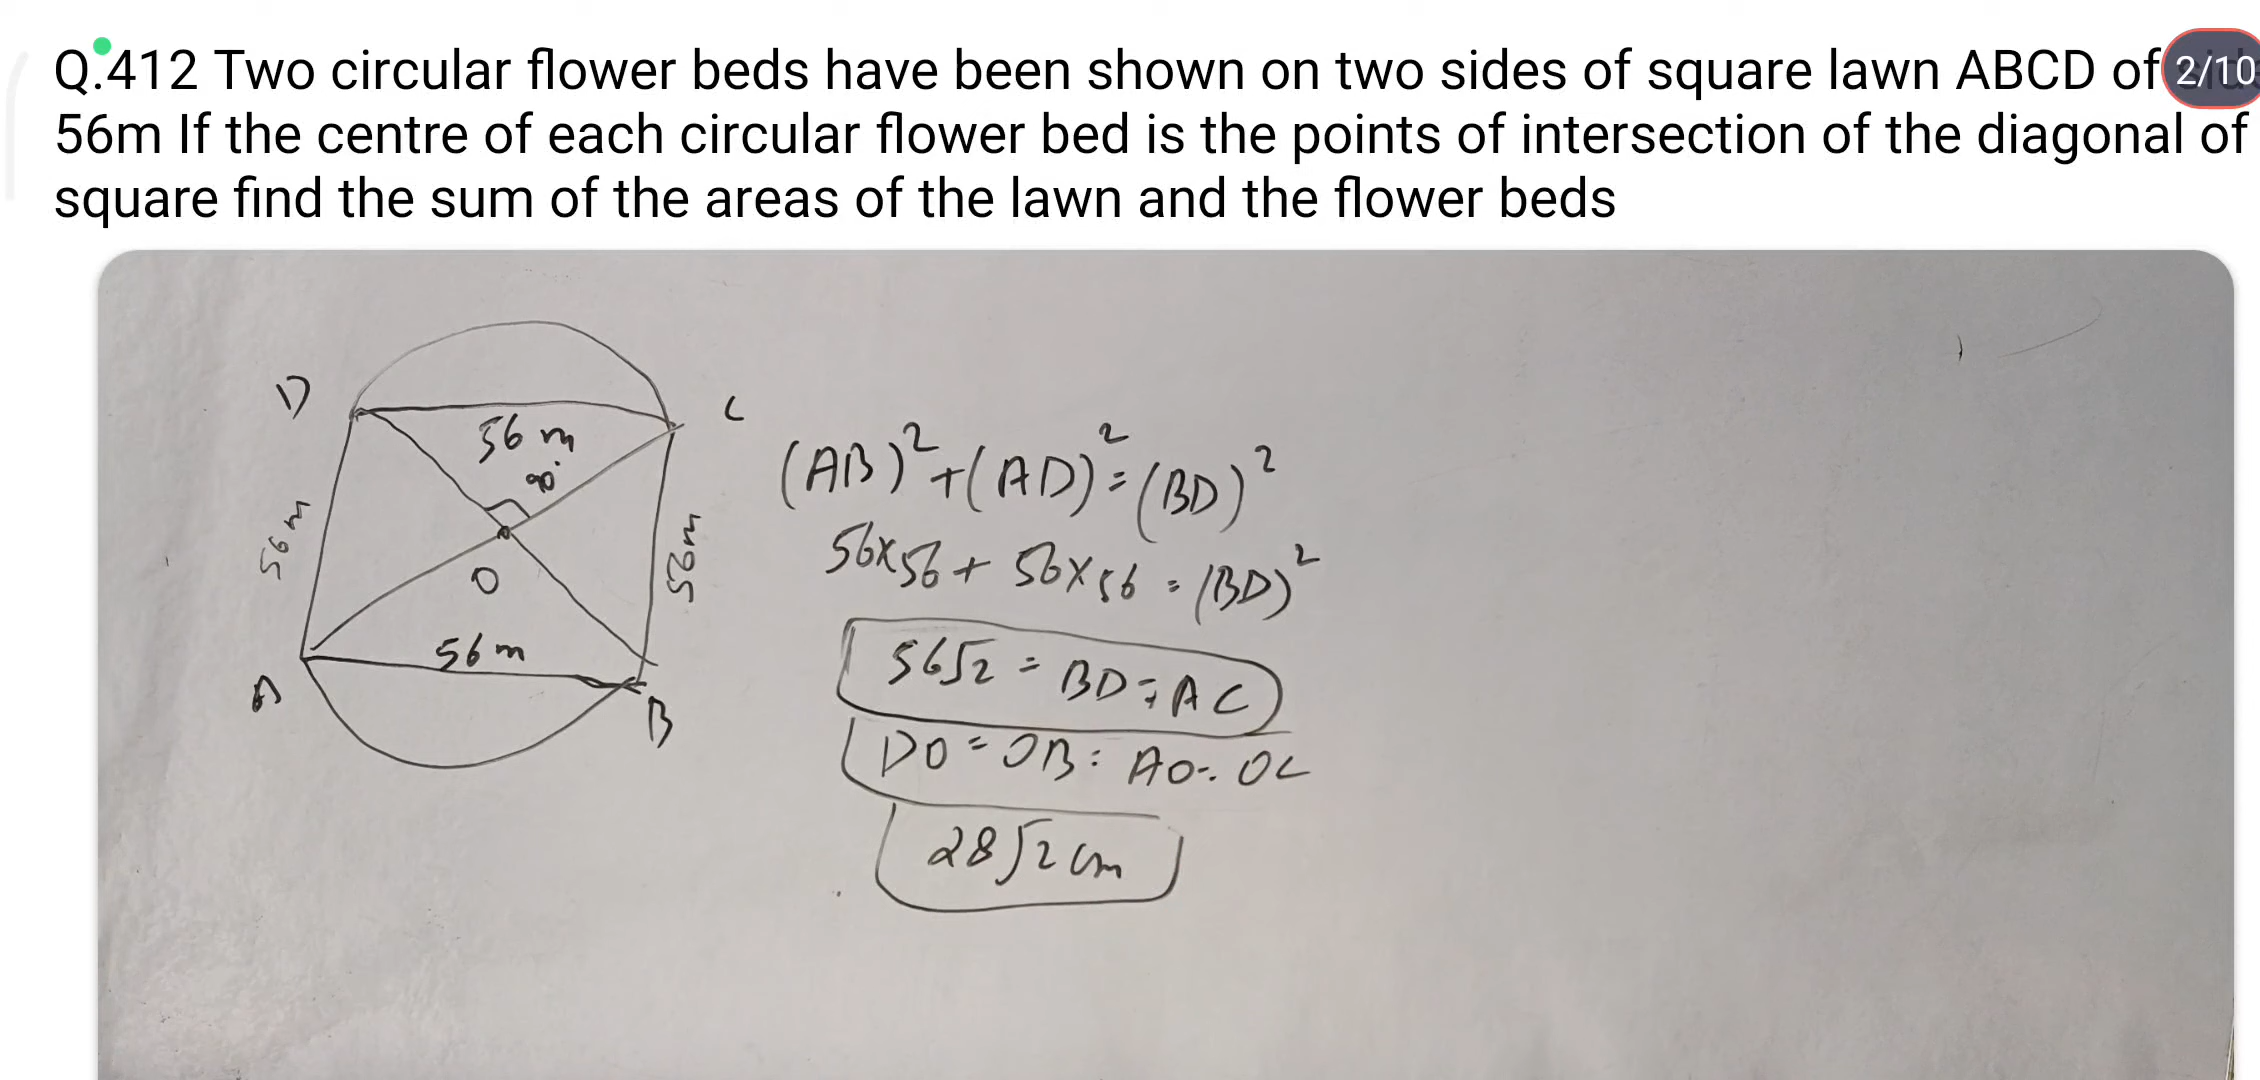 Q.412 Two circular flower beds have been shown on two sides of square lawn ABCD of
2/10
56m If the centre of each circular flower bed is the points of intersection of the diagonal of
square find the sum of the areas of the lawn and the flower beds
D
C
56 m
90°
56m
56m
O
56 m
A
B
(AB)²+(AD)²=(BD)²
56x56+ 56x56 = (BD)²
56√2 = BD = AC
DO = OB = AO = OC
28√2 cm